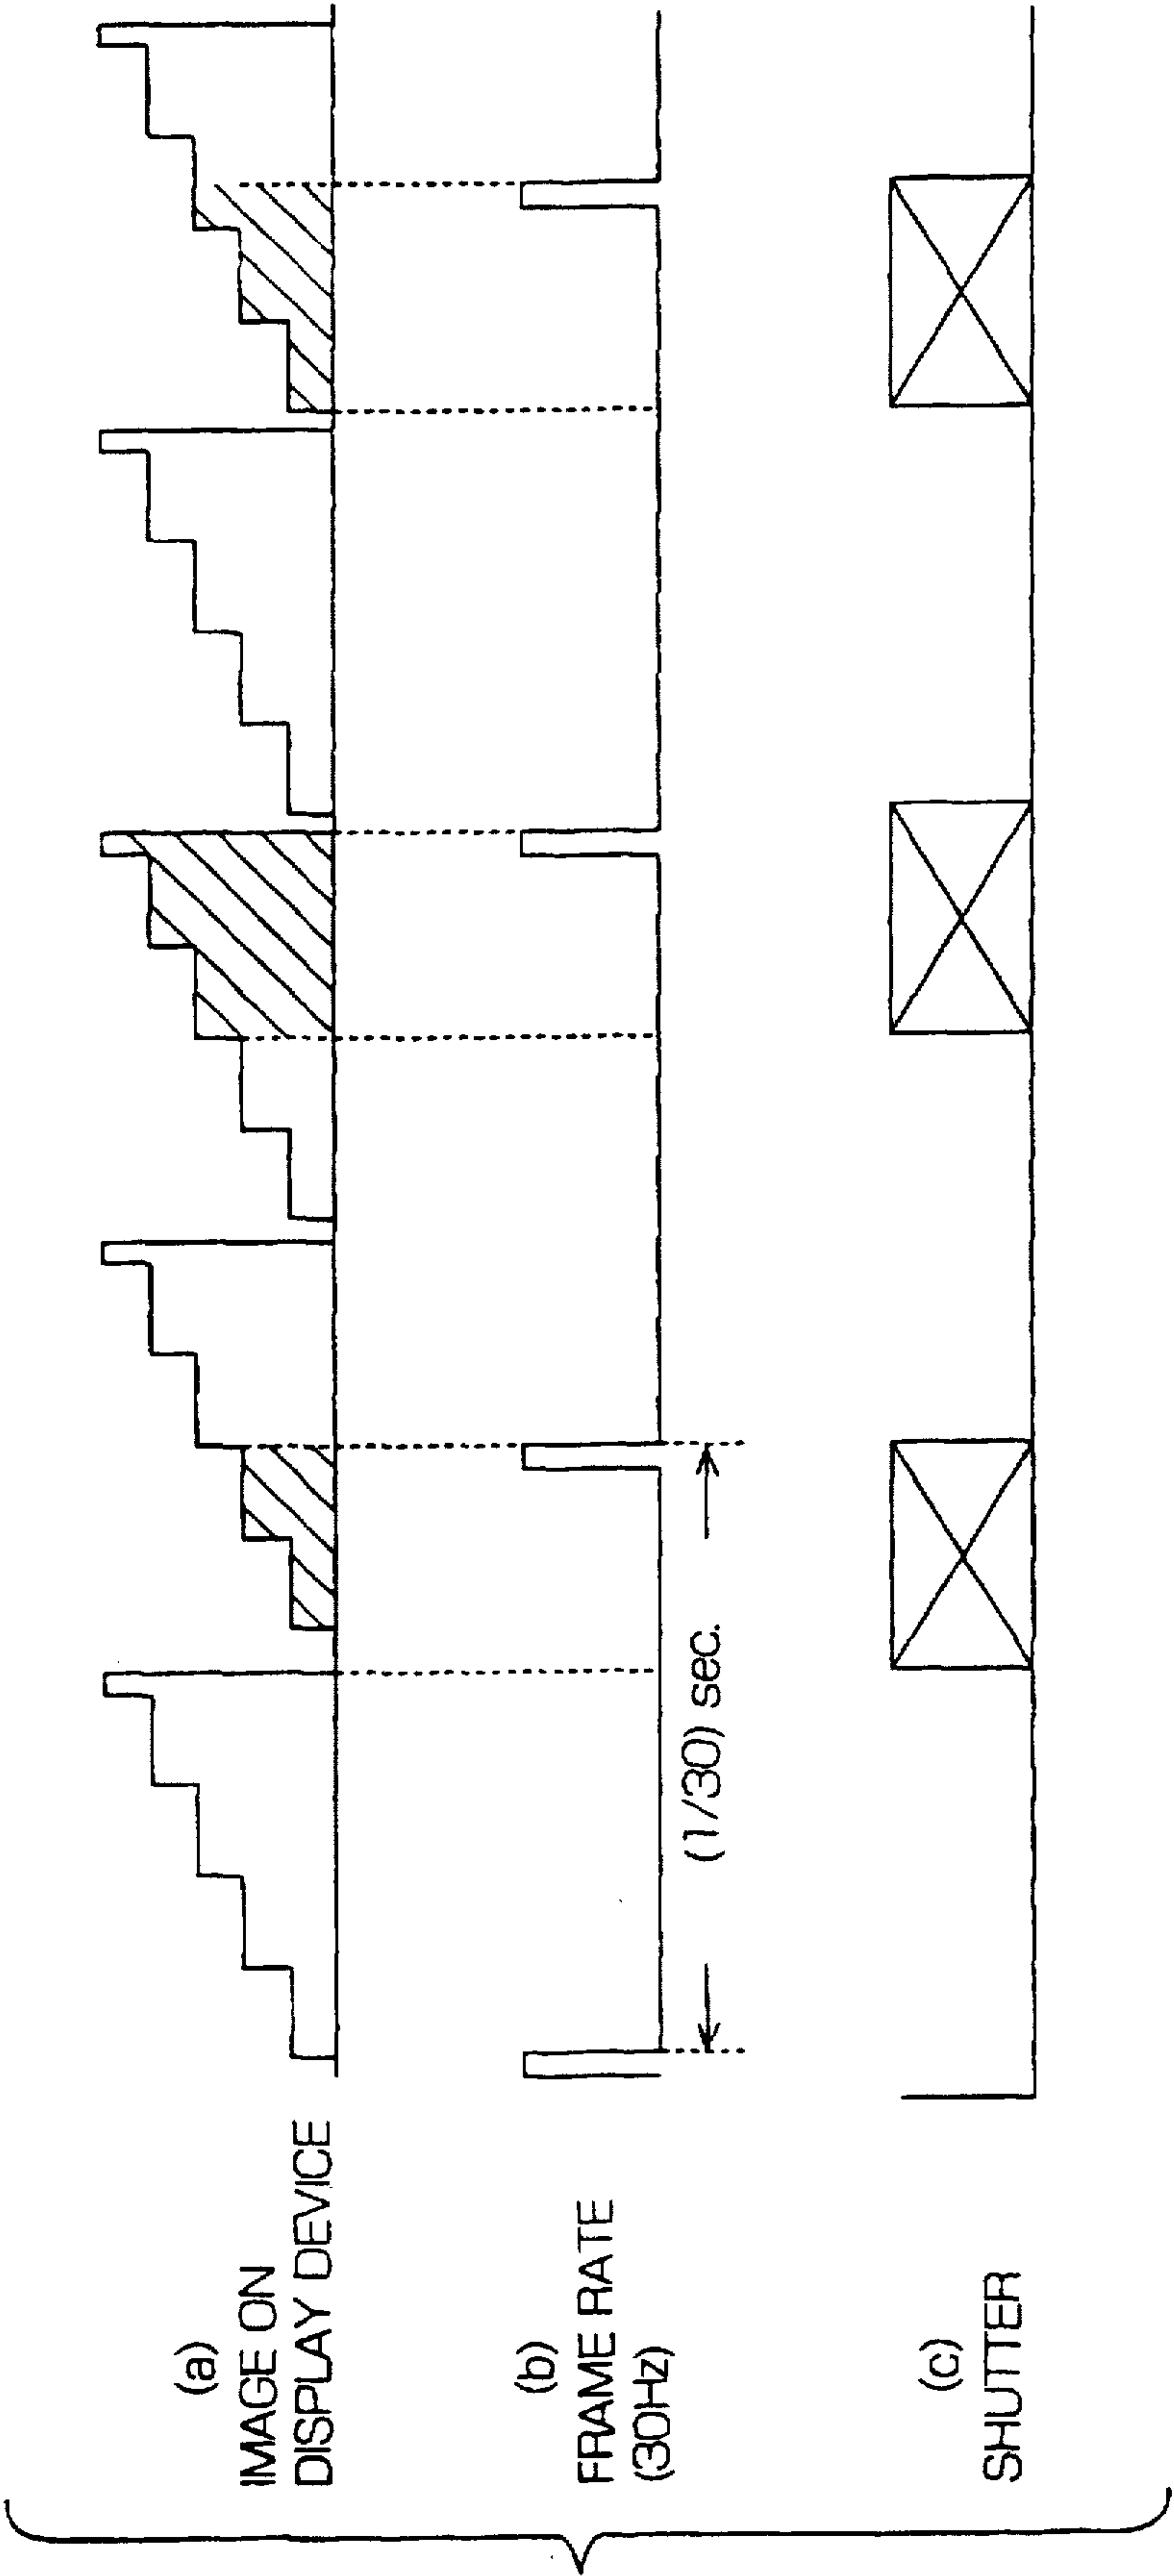 (a)
IMAGE ON
DISPLAY DEVICE
(b)
FRAME RATE
(30Hz)
(1/30) sec.
(c)
SHUTTER